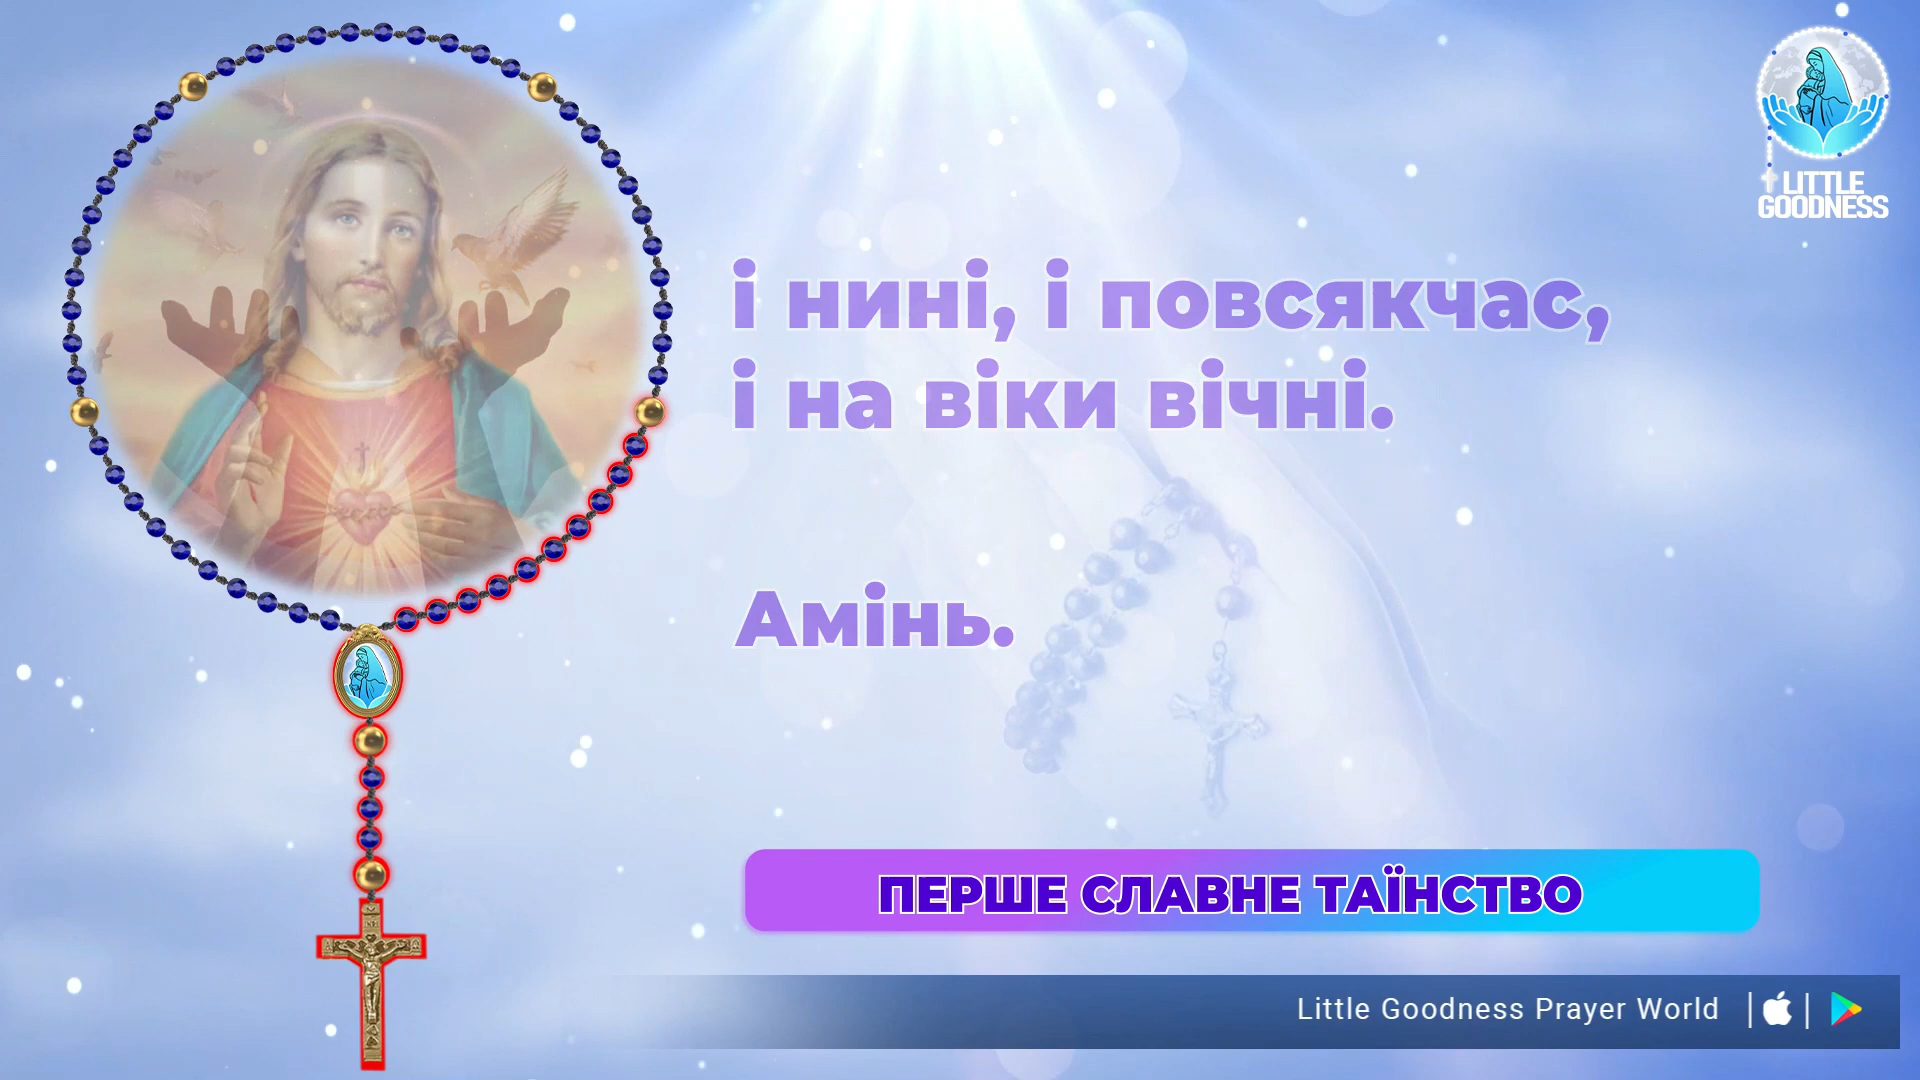 LITTLE
GOODNESS
і нині, і повсякчас,
і на віки вічні.
Амінь.
ПЕРШЕ СЛАВНЕ ТАЇНСТВО
Little Goodness Prayer World